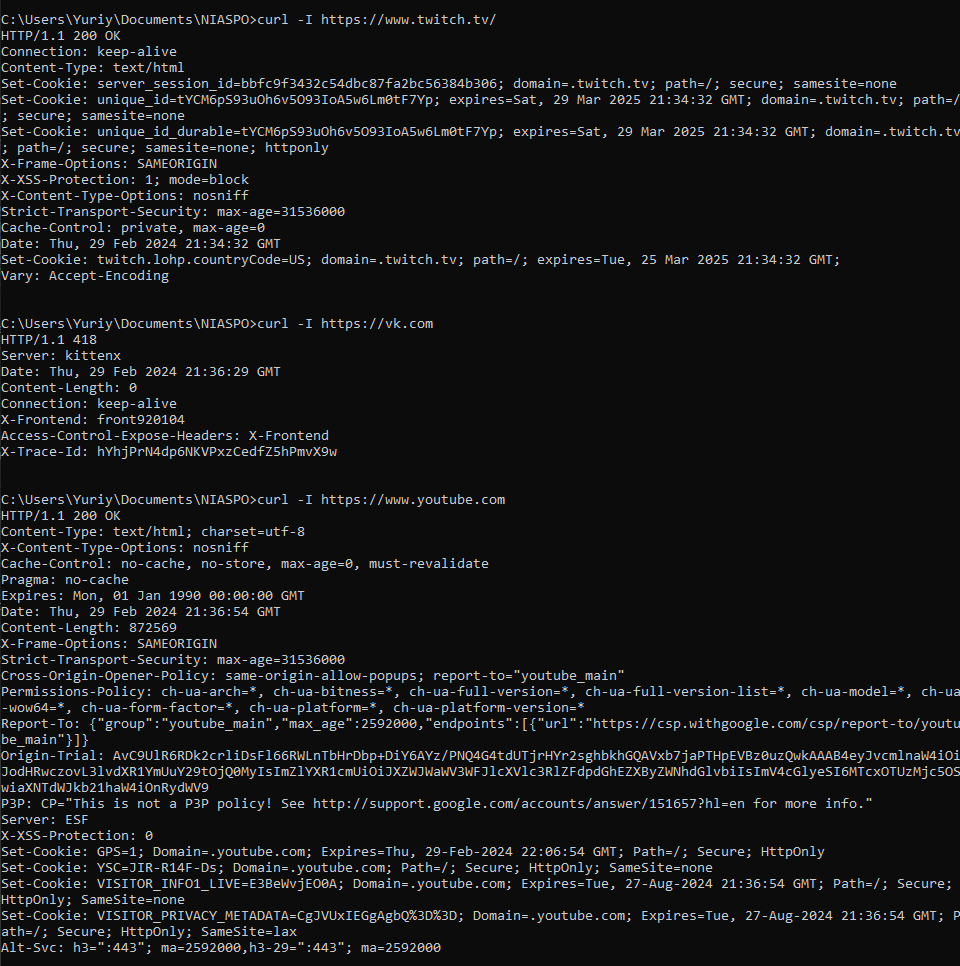 C:\Users\Yuriy\Documents\NIASPO>curl -I https://www.twitch.tv/
HTTP/1.1 200 OK
Connection: keep-alive
Content-Type: text/html
Set-Cookie: server_session_id=bbfc9f3432c54dbc87fa2bc56384b306; domain=.twitch.tv; path=/; secure; samesite=none
Set-Cookie: unique_id=tYCM6pS93uOh6v5O93IoA5w6Lm0tF7Yp; expires=Sat, 29 Mar 2025 21:34:32 GMT; domain=.twitch.tv; path=/
; secure; samesite=none
Set-Cookie: unique_id_durable=tYCM6pS93uOh6v5O93IoA5w6Lm0tF7Yp; expires=Sat, 29 Mar 2025 21:34:32 GMT; domain=.twitch.tv
; path=/; secure; samesite=none; httponly
X-Frame-Options: SAMEORIGIN
X-XSS-Protection: 1; mode=block
X-Content-Type-Options: nosniff
Strict-Transport-Security: max-age=31536000
Cache-Control: private, max-age=0
Date: Thu, 29 Feb 2024 21:34:32 GMT
Set-Cookie: twitch.lohp.countryCode=US; domain=.twitch.tv; path=/; expires=Tue, 25 Mar 2025 21:34:32 GMT;
Vary: Accept-Encoding
C:\Users\Yuriy\Documents\NIASPO>curl -I https://vk.com
HTTP/1.1 418
Server: kittenx
Date: Thu, 29 Feb 2024 21:36:29 GMT
Content-Length: 0
Connection: keep-alive
X-Frontend: front920104
Access-Control-Expose-Headers: X-Frontend
X-Trace-Id: hYhjPrN4dp6NKVPxzCedfZ5hPmvX9w
C:\Users\Yuriy\Documents\NIASPO>curl -I https://www.youtube.com
HTTP/1.1 200 OK
Content-Type: text/html; charset=utf-8
X-Content-Type-Options: nosniff
Cache-Control: no-cache, no-store, max-age=0, must-revalidate
Pragma: no-cache
Expires: Mon, 01 Jan 1990 00:00:00 GMT
Date: Thu, 29 Feb 2024 21:36:54 GMT
Content-Length: 872569
X-Frame-Options: SAMEORIGIN
Strict-Transport-Security: max-age=31536000
Cross-Origin-Opener-Policy: same-origin-allow-popups; report-to="youtube_main"
Permissions-Policy: ch-ua-arch=*, ch-ua-bitness=*, ch-ua-full-version=*, ch-ua-full-version-list=*, ch-ua-model=*, ch-ua
-wow64=*, ch-ua-form-factor=*, ch-ua-platform=*, ch-ua-platform-version=*
Report-To: {"group":"youtube_main","max_age":2592000,"endpoints":[{"url":"https://csp.withgoogle.com/csp/report-to/youtu
be_main"}]}
Origin-Trial: AvC9UlR6RDk2crliDsFl66RWLnTbHrDbp+DiY6AYz/PNQ4G4tdUTjrHYr2sghbkhGQAVxb7jaPTHpEVBz0uzQwkAAAB4eyJvcmlnaW4iOi
JodHRwczovL3lvdXR1YmUuY29tOjQ0MyIsImZlYXR1cmUiOiJXZWJWaWV3WFJlcXVlc3RlZFdpdGhEZXByZWNhdGlvbiIsImV4cGlyeSI6MTcxOTUzMjc5OS
wiaXNTdWJkb21haW4iOnRydWV9
P3P: CP="This is not a P3P policy! See http://support.google.com/accounts/answer/151657?hl=en for more info."
Server: ESF
X-XSS-Protection: 0
Set-Cookie: GPS=1; Domain=.youtube.com; Expires=Thu, 29-Feb-2024 22:06:54 GMT; Path=/; Secure; HttpOnly
Set-Cookie: YSC=JIR-R14F-Ds; Domain=.youtube.com; Path=/; Secure; HttpOnly; SameSite=none
Set-Cookie: VISITOR_INFO1_LIVE=E3BeWvjEO0A; Domain=.youtube.com; Expires=Tue, 27-Aug-2024 21:36:54 GMT; Path=/; Secure;
HttpOnly; SameSite=none
Set-Cookie: VISITOR_PRIVACY_METADATA=CgJVUxIEGgAgbQ%3D%3D; Domain=.youtube.com; Expires=Tue, 27-Aug-2024 21:36:54 GMT; P
ath=/; Secure; HttpOnly; SameSite=lax
Alt-Svc: h3=":443"; ma=2592000,h3-29=":443"; ma=2592000